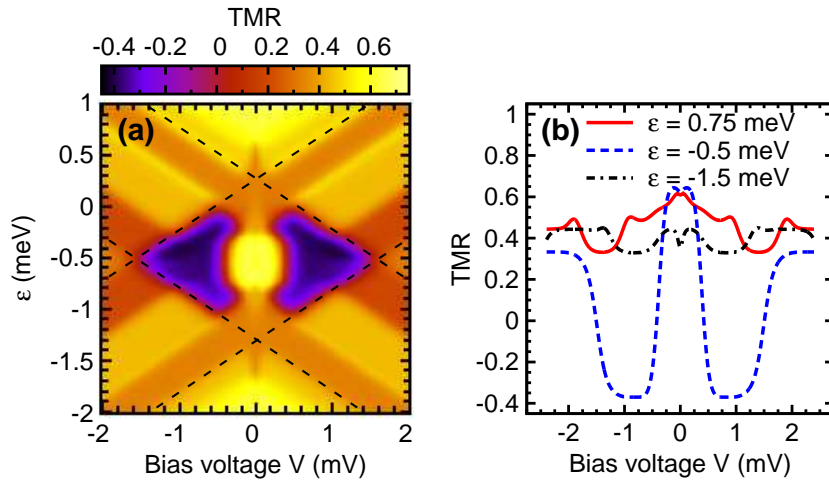 TMR
-0.4 -0.2 0 0.2 0.4 0.6
(a)
1
0.5
0
-0.5
-1
-1.5
-2
ε (meV)
-2 -1 0 1 2
Bias voltage V (mV)
(b)
ε = 0.75 meV
ε = -0.5 meV
ε = -1.5 meV
1
0.8
0.6
0.4
0.2
0
-0.2
-0.4
TMR
-2 -1 0 1 2
Bias voltage V (mV)